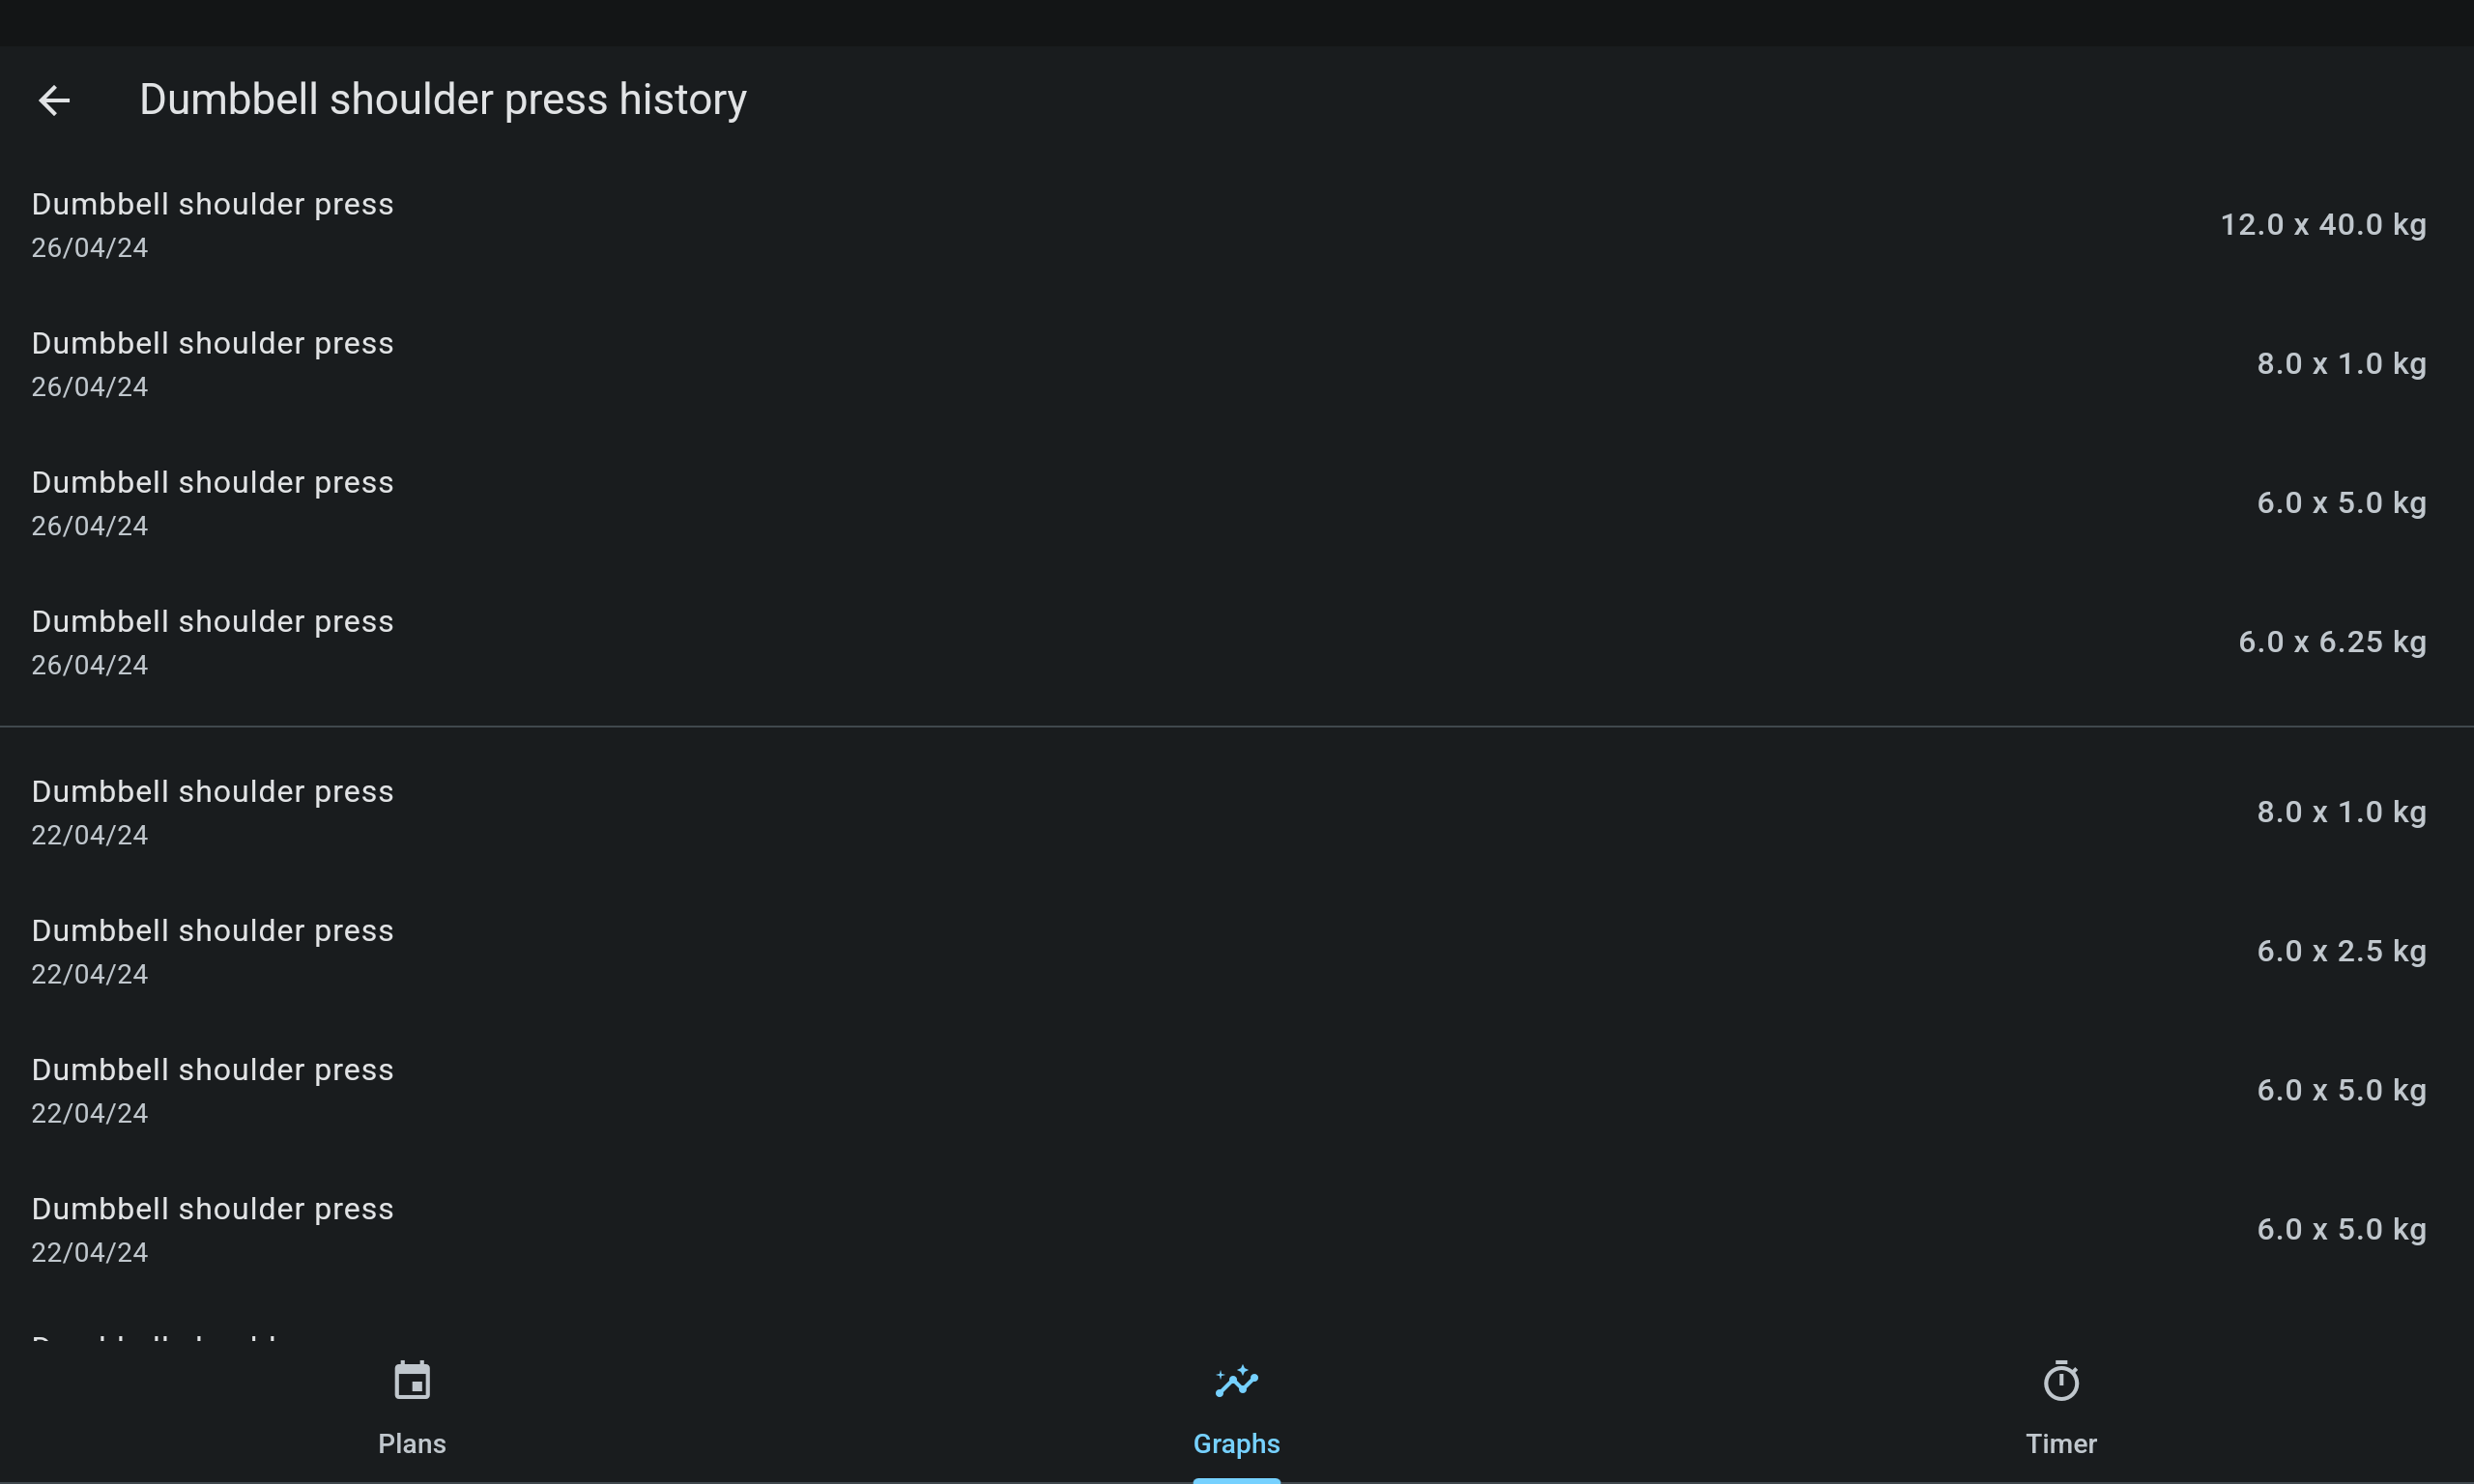 Dumbbell shoulder press history
Dumbbell shoulder press
26/04/24
12.0 x 40.0 kg
Dumbbell shoulder press
26/04/24
8.0 x 1.0 kg
Dumbbell shoulder press
26/04/24
6.0 x 5.0 kg
Dumbbell shoulder press
26/04/24
6.0 x 6.25 kg
Dumbbell shoulder press
22/04/24
8.0 x 1.0 kg
Dumbbell shoulder press
22/04/24
6.0 x 2.5 kg
Dumbbell shoulder press
22/04/24
6.0 x 5.0 kg
Dumbbell shoulder press
22/04/24
6.0 x 5.0 kg
Plans
Graphs
Timer